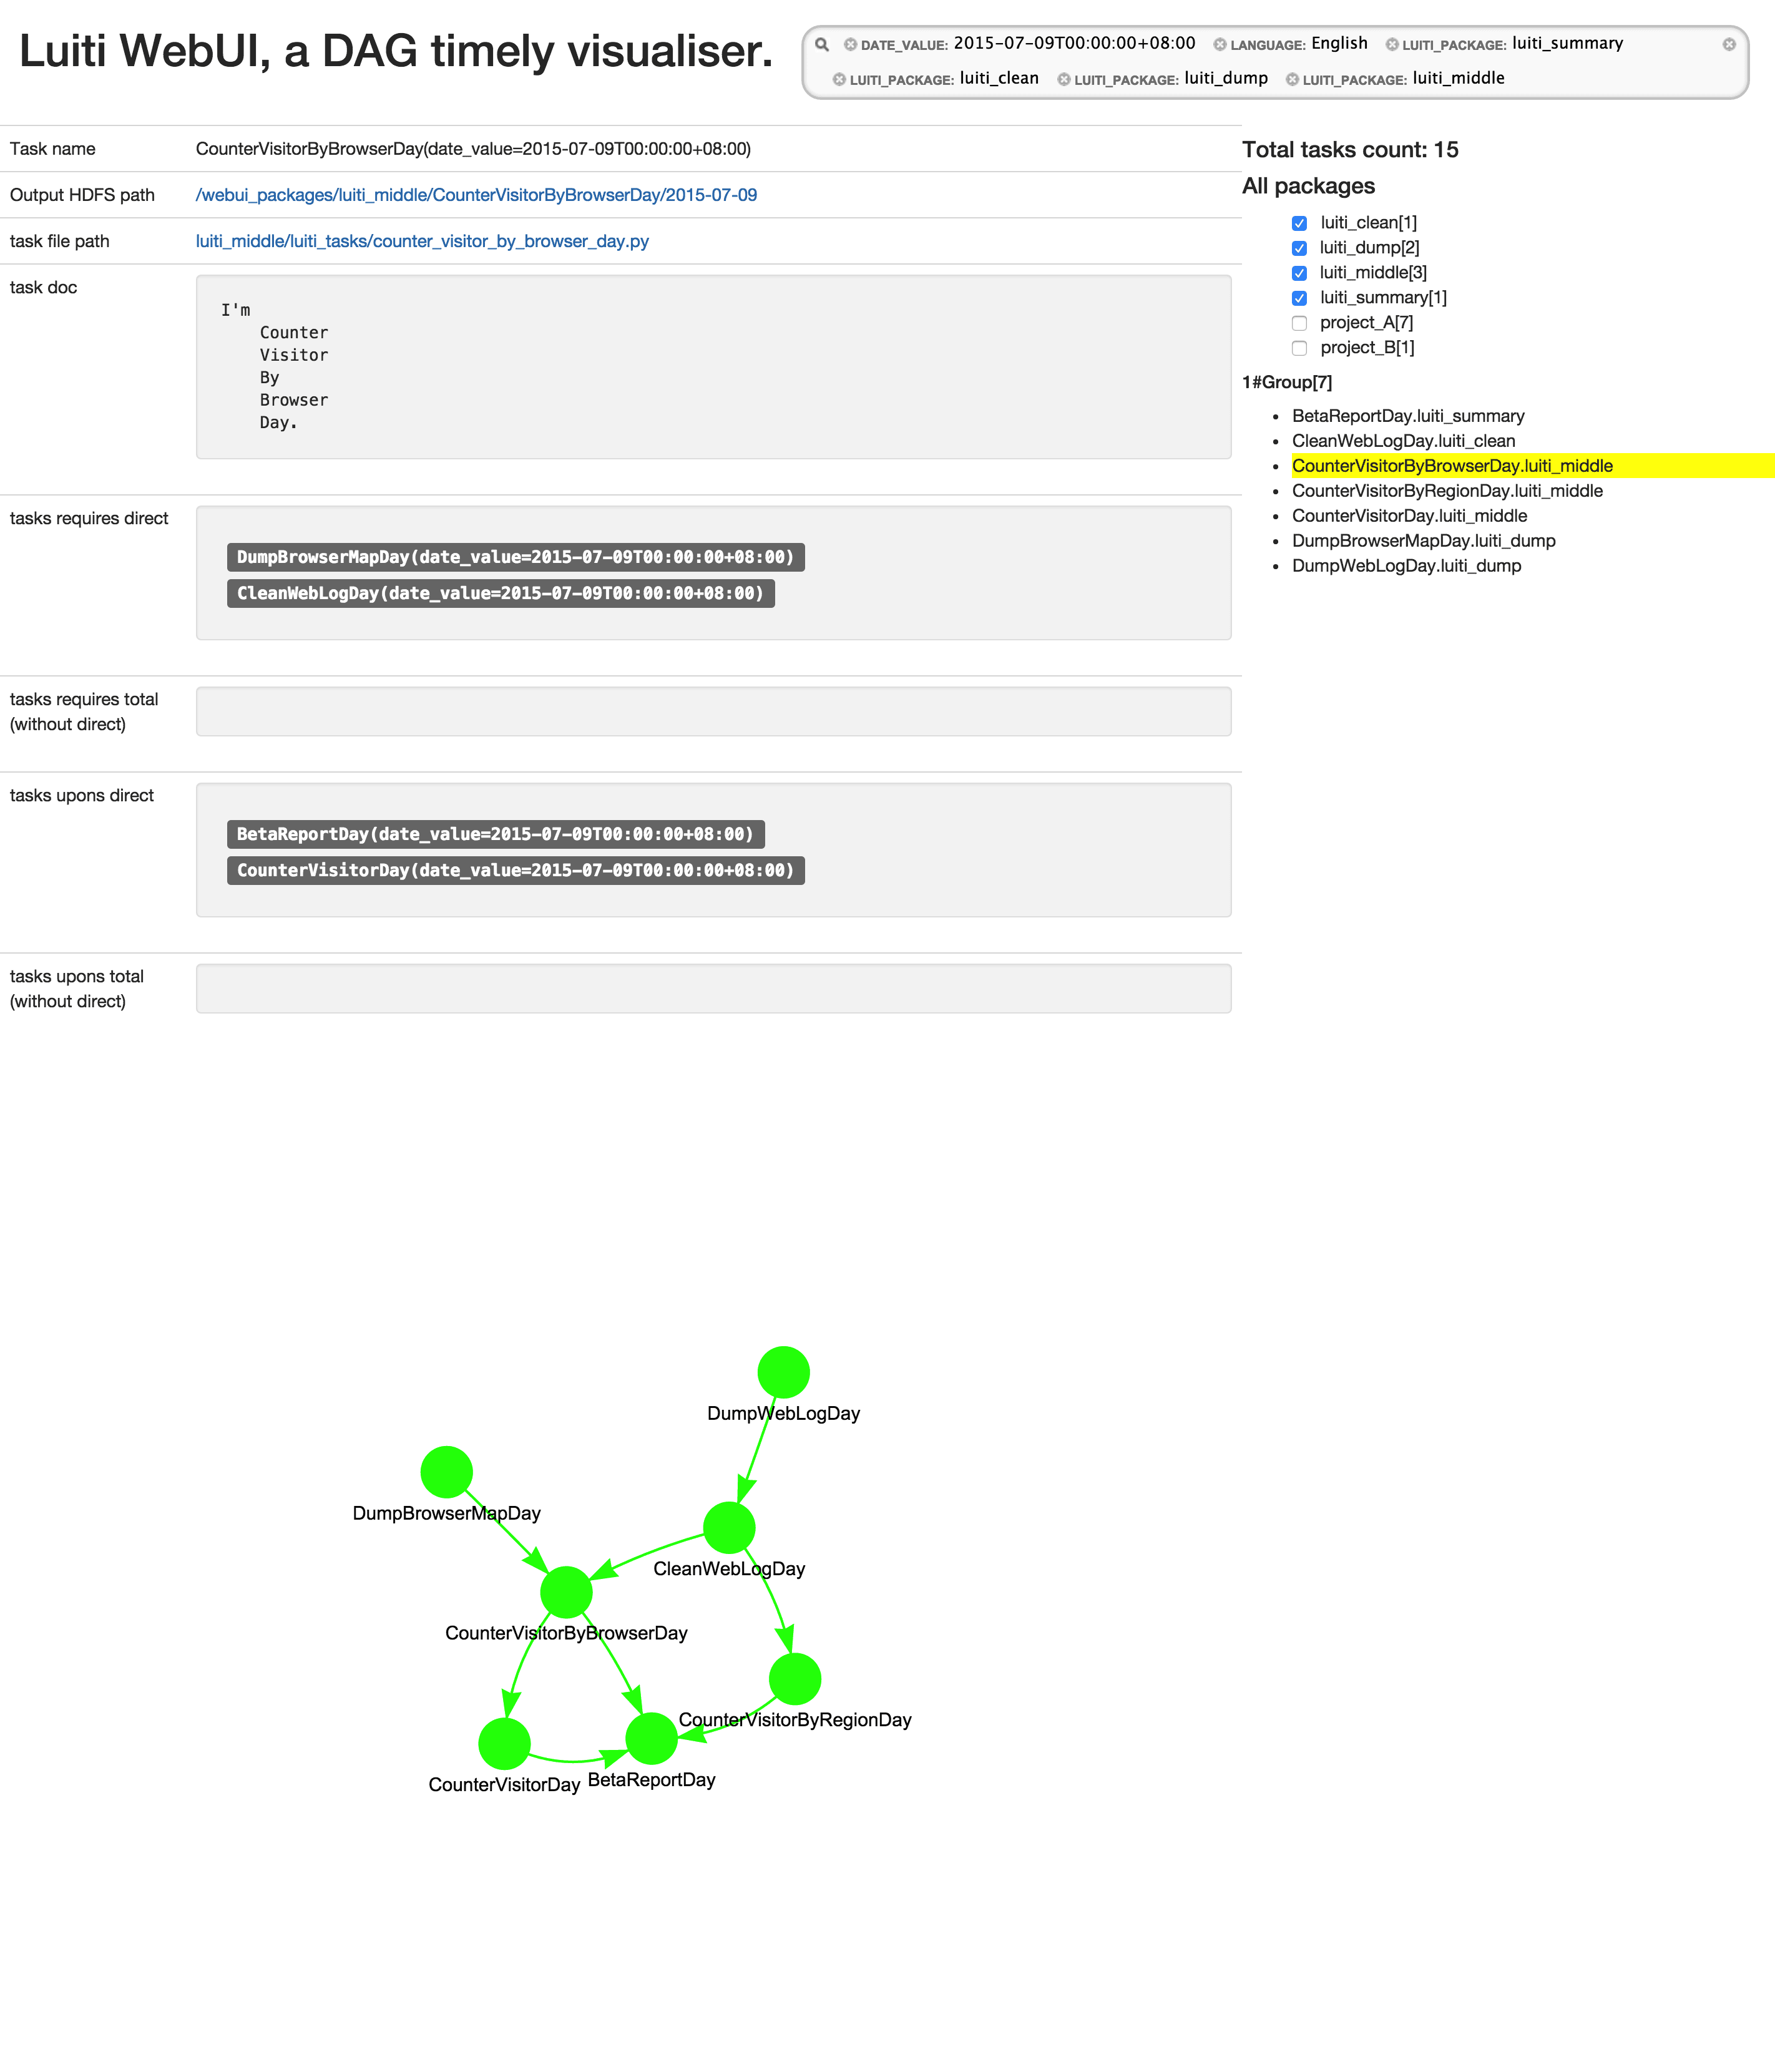 Luiti WebUI, a DAG timely visualiser.
DATE_VALUE: 2015-07-09T00:00:00+08:00 LANGUAGE: English LUITI_PACKAGE: luiti_summary
LUITI_PACKAGE: luiti_clean LUITI_PACKAGE: luiti_dump LUITI_PACKAGE: luiti_middle
Task name CounterVisitorByBrowserDay(date_value=2015-07-09T00:00:00+08:00)
Output HDFS path /webui_packages/luiti_middle/CounterVisitorByBrowserDay/2015-07-09
task file path luiti_middle/luiti_tasks/counter_visitor_by_browser_day.py
task doc
I'm
Counter
Visitor
By
Browser
Day.
tasks requires direct
DumpBrowserMapDay(date_value=2015-07-09T00:00:00+08:00)
CleanWebLogDay(date_value=2015-07-09T00:00:00+08:00)
tasks requires total
(without direct)
tasks upons direct
BetaReportDay(date_value=2015-07-09T00:00:00+08:00)
CounterVisitorDay(date_value=2015-07-09T00:00:00+08:00)
tasks upons total
(without direct)
Total tasks count: 15
All packages
luiti_clean[1]
luiti_dump[2]
luiti_middle[3]
luiti_summary[1]
project_A[7]
project_B[1]
1#Group[7]
BetaReportDay.luiti_summary
CleanWebLogDay.luiti_clean
CounterVisitorByBrowserDay.luiti_middle
CounterVisitorByRegionDay.luiti_middle
CounterVisitorDay.luiti_middle
DumpBrowserMapDay.luiti_dump
DumpWebLogDay.luiti_dump
DumpWebLogDay
DumpBrowserMapDay
CleanWebLogDay
CounterVisitorByBrowserDay
CounterVisitorByRegionDay
CounterVisitorDay
BetaReportDay